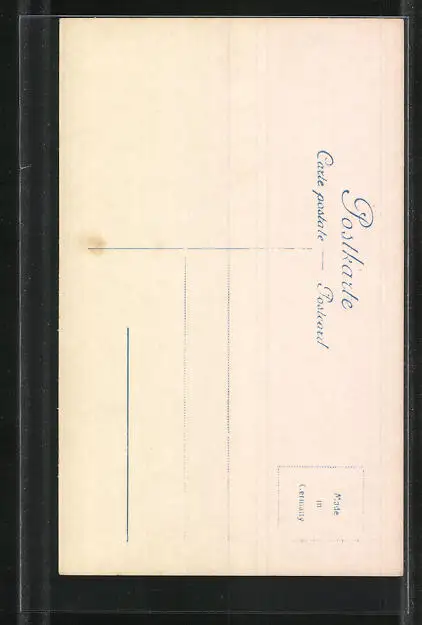 Postkarte
Carte postale — Postcard
Made
in
Germany